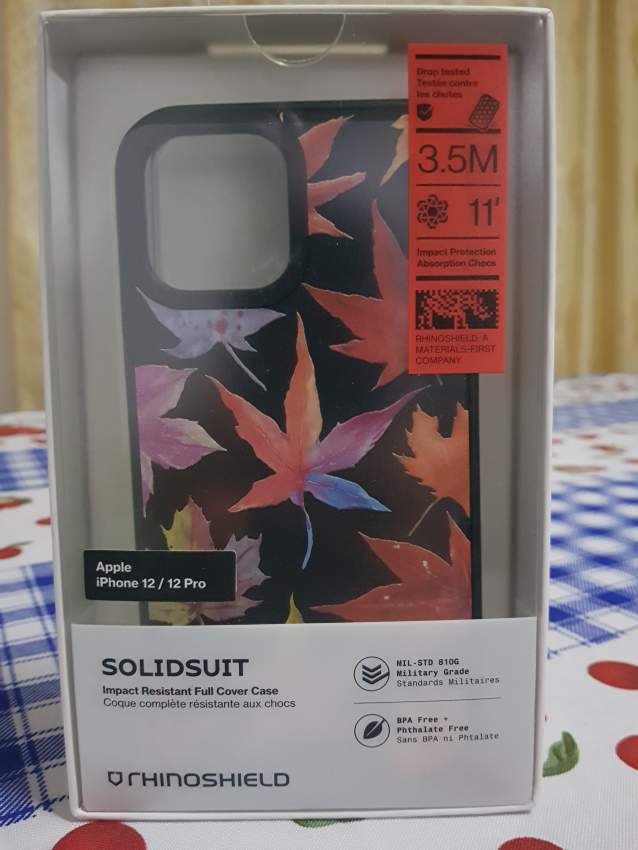 Drop tested
Testée contre
les chutes
3.5M
11'
Impact Protection
Absorption Chocs
RHINOSHIELD: A
MATERIALS-FIRST
COMPANY
Apple
iPhone 12 / 12 Pro
SOLIDSUIT
Impact Resistant Full Cover Case
Coque complète résistante aux chocs
MIL-STD 810G
Military Grade
Standards Militaires
BPA Free +
Phthalate Free
Sans BPA ni Phtalate
RHINOSHIELD